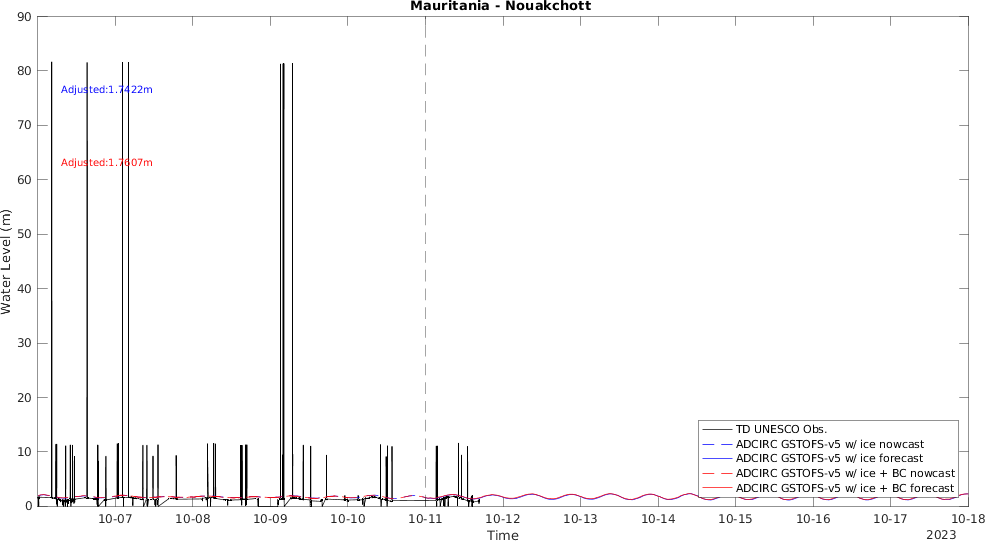 Mauritania - Nouakchott
90
80
70
60
50
40
30
20
10
0
Water Level (m)
Adjusted:1.7422m
Adjusted:1.7607m
TD UNESCO Obs.
ADCIRC GSTOFS-v5 w/ ice nowcast
ADCIRC GSTOFS-v5 w/ ice forecast
ADCIRC GSTOFS-v5 w/ ice + BC nowcast
ADCIRC GSTOFS-v5 w/ ice + BC forecast
10-07 10-08 10-09 10-10 10-11 10-12 10-13 10-14 10-15 10-16 10-17 10-18
Time
2023